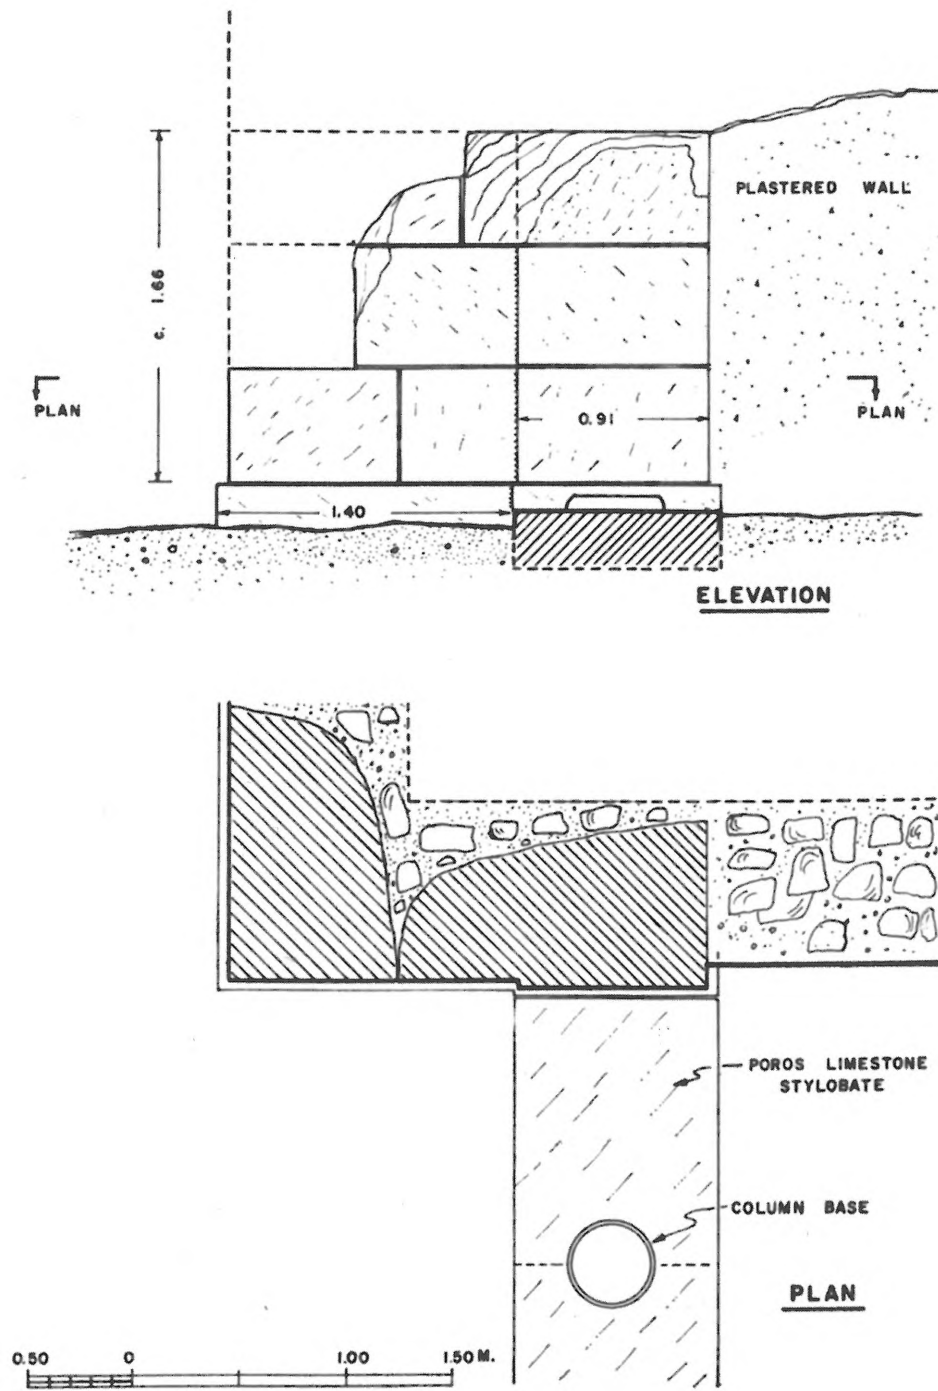 PLASTERED WALL
c. 1.66
PLAN
PLAN
0.91
1.40
ELEVATION
POROS LIMESTONE
STYLOBATE
COLUMN BASE
PLAN
0.50 0 1.00 1.50 M.